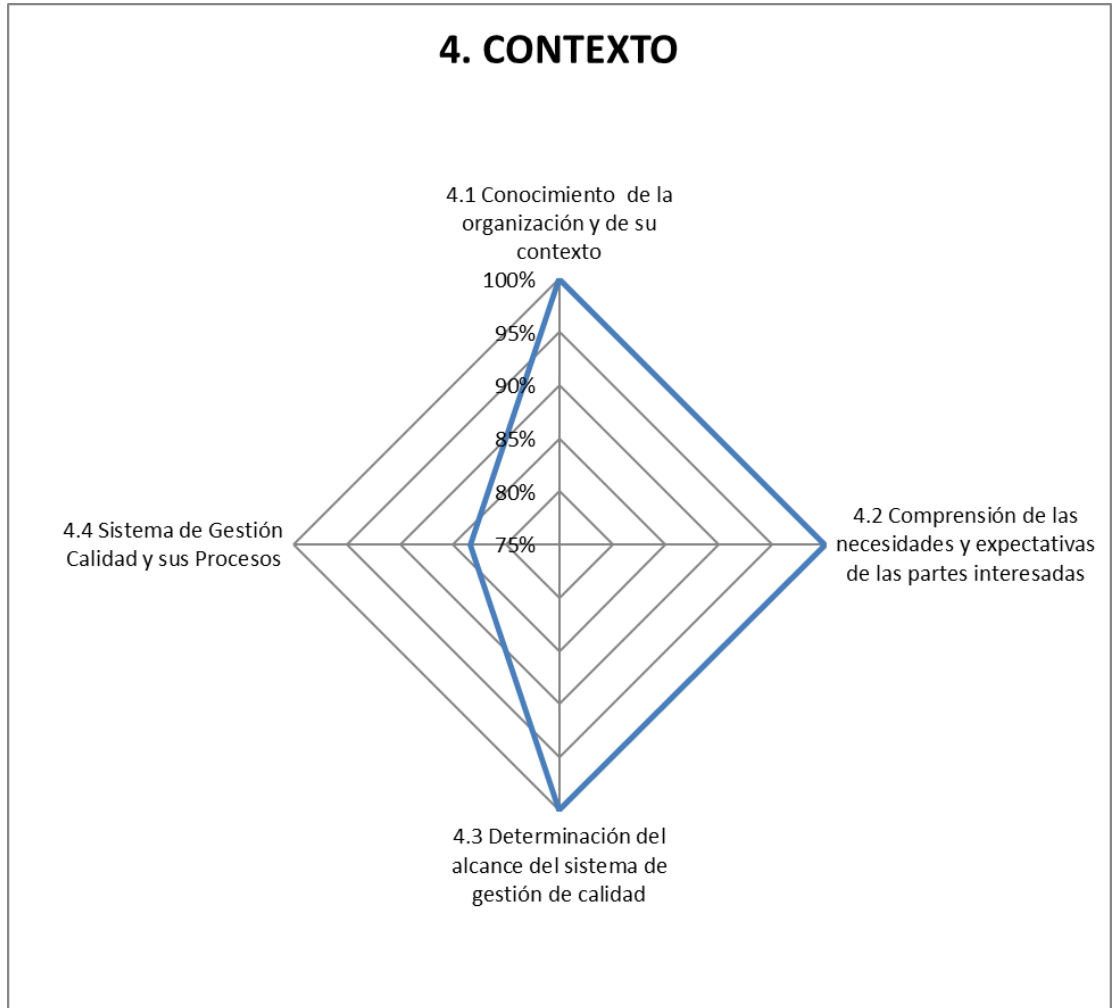 4. CONTEXTO
4.1 Conocimiento  de la
organización y de su
contexto
100%
95%
90%
85%
80%
75%
4.2 Comprensión de las
necesidades y expectativas
de las partes interesadas
4.4 Sistema de Gestión
Calidad y sus Procesos
4.3 Determinación del
alcance del sistema de
gestión de calidad